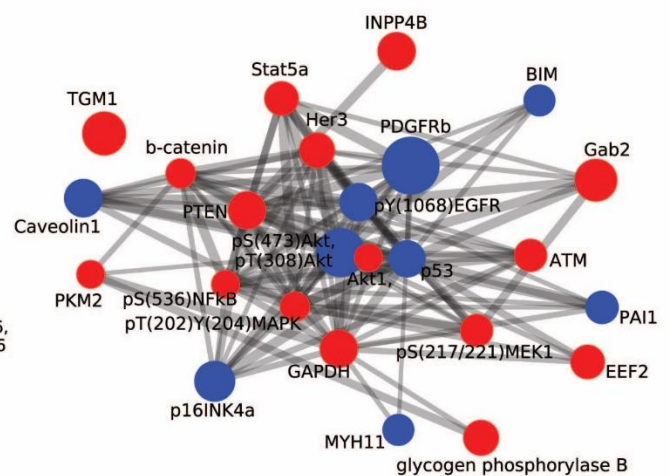 INPP4B
Stat5a
BIM
TGM1
Her3
PDGFRb
b-catenin
Gab2
Caveolin1
PTEN
pY(1068)EGFR
pS(473)Akt,
pT(308)Akt
Akt1,
p53
ATM
PKM2
pS(536)NFkB
pT(202)Y(204)MAPK
PAI1
6
GAPDH
pS(217/221)MEK1
EEF2
p16INK4a
MYH11
glycogen phosphorylase B